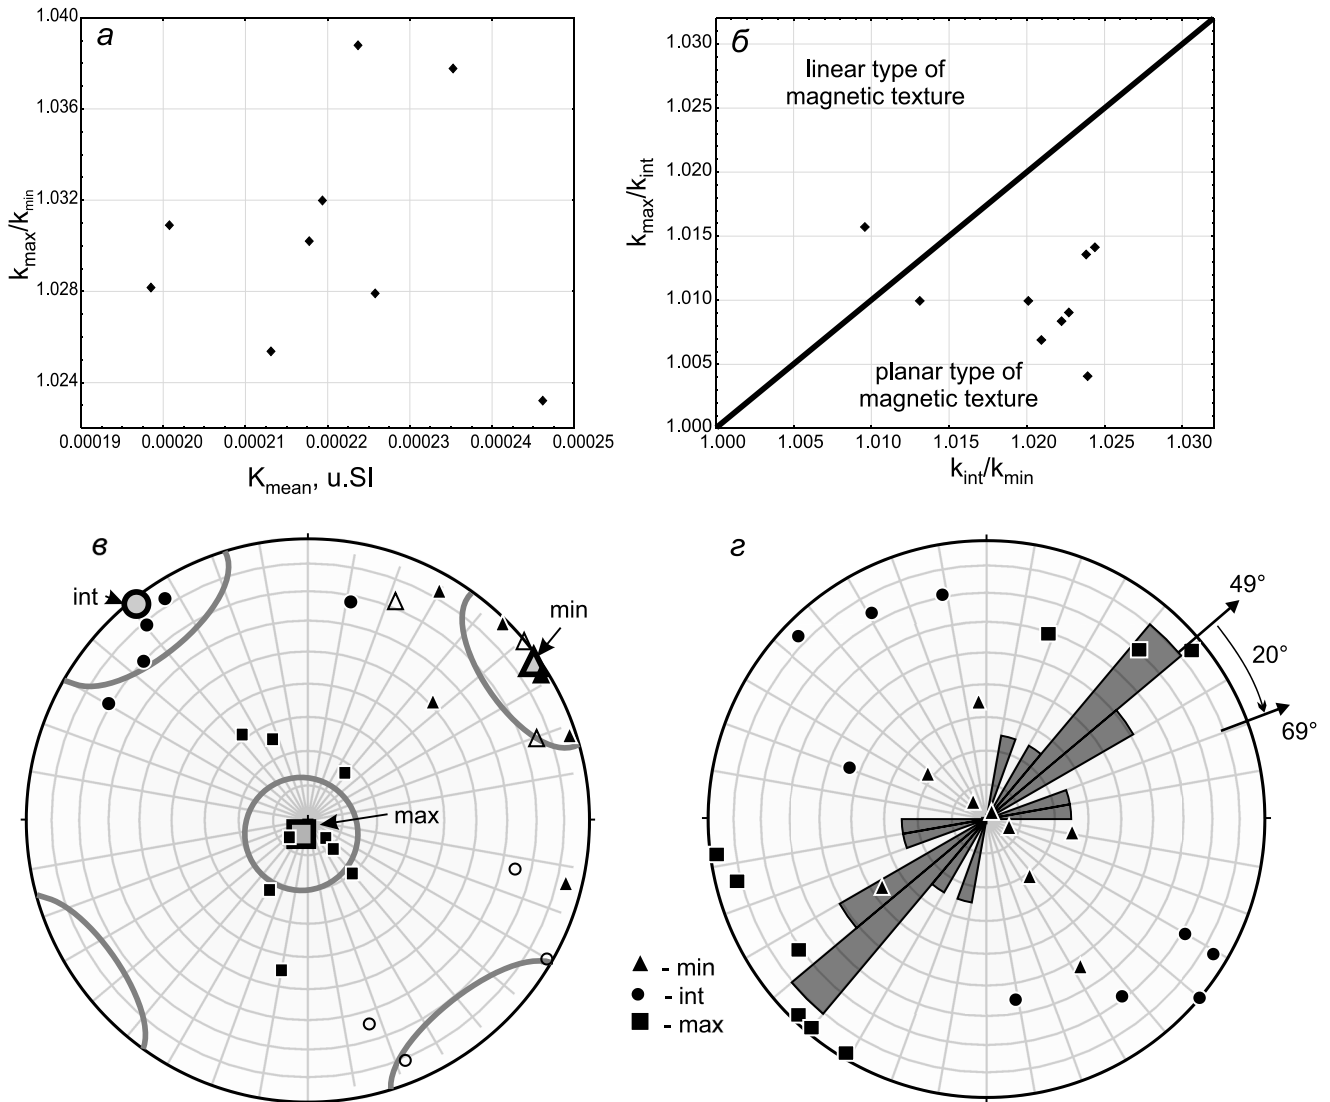 а
1.040
1.036
1.032
1.028
1.024
kmax/kmin
0.00019 0.00020 0.00021 0.00022 0.00023 0.00024 0.00025
Kmean, u.SI
б
1.030
1.025
1.020
1.015
1.010
1.005
1.000
kmax/kint
linear type of
magnetic texture
planar type of
magnetic texture
1.000 1.005 1.010 1.015 1.020 1.025 1.030
kint/kmin
в
int
min
max
г
49°
20°
69°
- min
- int
- max